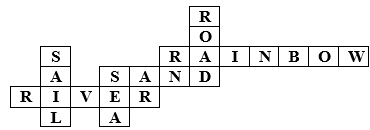 R
O
S R A I N B O W
A S A N D
R I V E R
L A